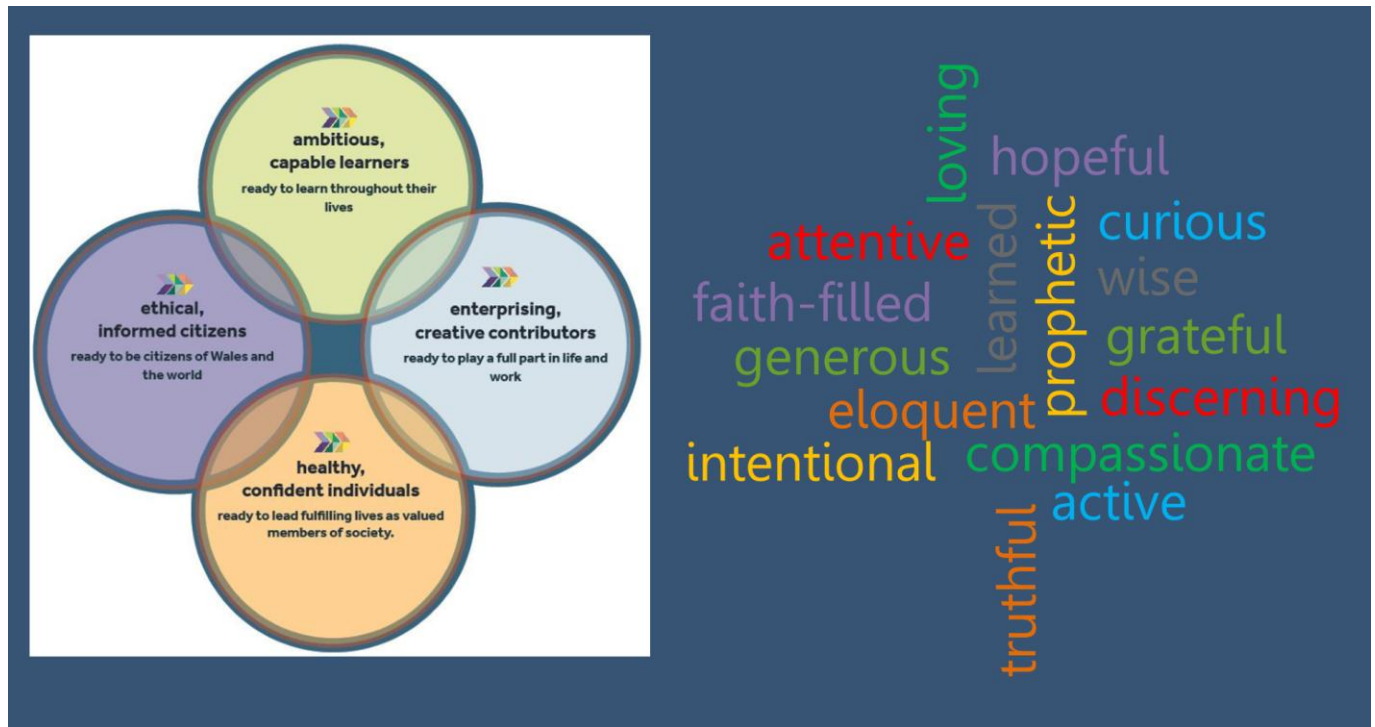 ambitious,
capable learners
ready to learn throughout their
lives
ethical,
informed citizens
ready to be citizens of Wales and
the world
enterprising,
creative contributors
ready to play a full part in life and
work
healthy,
confident individuals
ready to lead fulfilling lives as valued
members of society.
loving
hopeful
attentive
learned
prophetic
curious
faith-filled
wise
generous
grateful
eloquent
discerning
intentional
compassionate
active
truthful